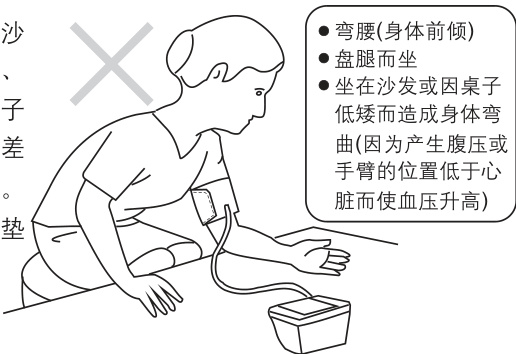 沙
、
子
差
。
垫
● 弯腰(身体前倾)
● 盘腿而坐
● 坐在沙发或因桌子
低矮而造成身体弯
曲(因为产生腹压或
手臂的位置低于心
脏而使血压升高)